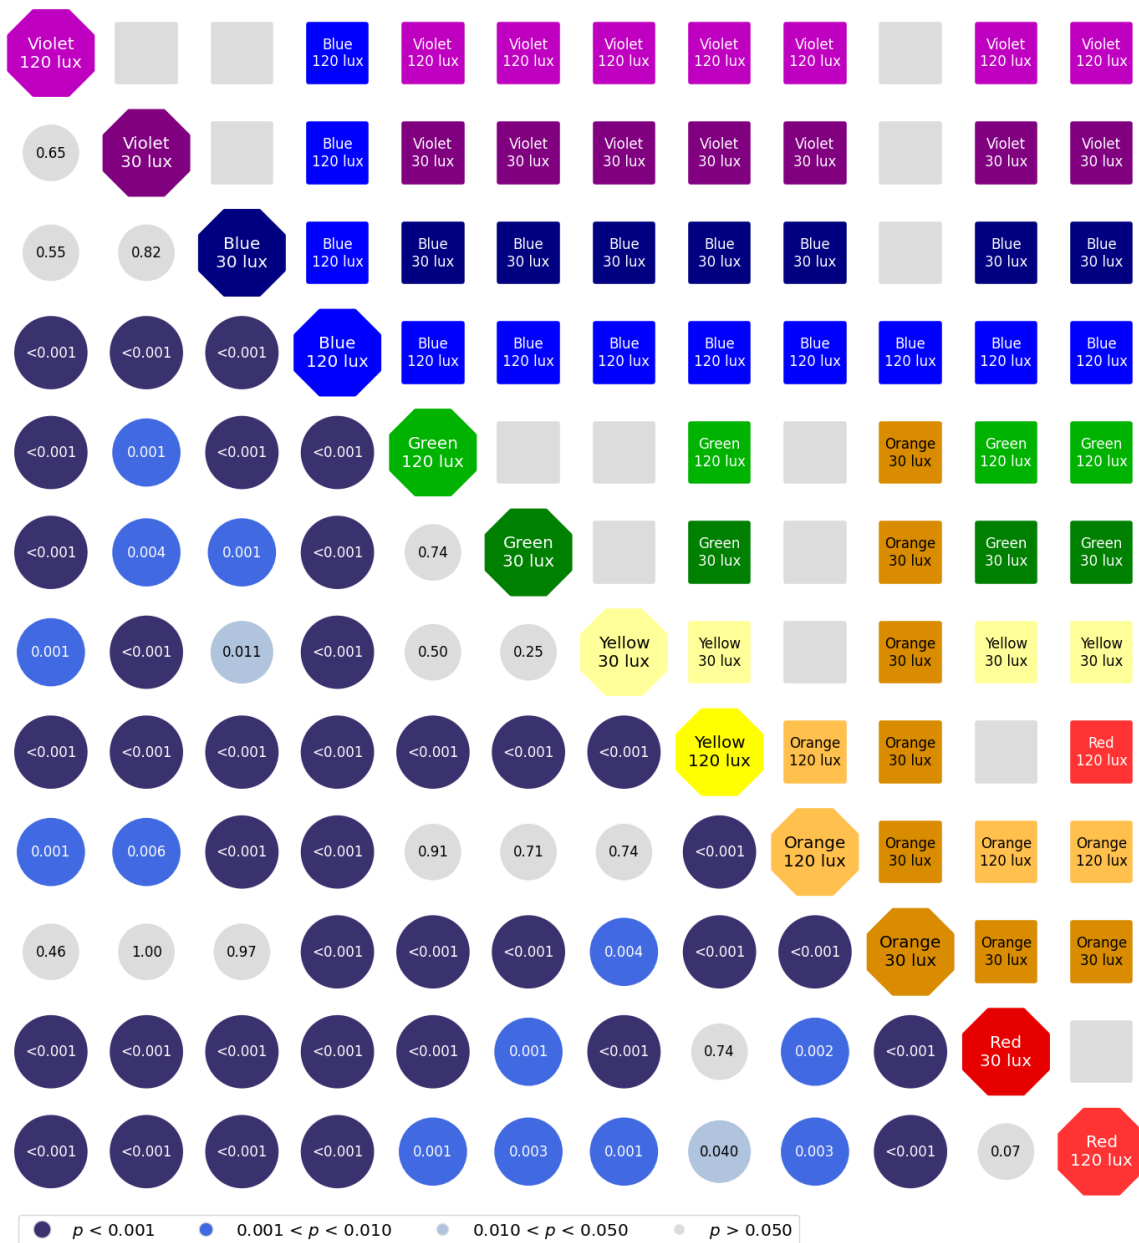 Violet
120 lux
Blue
120 lux
Violet
120 lux
Violet
120 lux
Violet
120 lux
Violet
120 lux
Violet
120 lux
Violet
120 lux
Violet
120 lux
0.65
Violet
30 lux
Blue
120 lux
Violet
30 lux
Violet
30 lux
Violet
30 lux
Violet
30 lux
Violet
30 lux
Violet
30 lux
Violet
30 lux
0.55
0.82
Blue
30 lux
Blue
120 lux
Blue
30 lux
Blue
30 lux
Blue
30 lux
Blue
30 lux
Blue
30 lux
Blue
30 lux
Blue
30 lux
<0.001
<0.001
<0.001
Blue
120 lux
Blue
120 lux
Blue
120 lux
Blue
120 lux
Blue
120 lux
Blue
120 lux
Blue
120 lux
Blue
120 lux
Blue
120 lux
<0.001
0.001
<0.001
<0.001
Green
120 lux
Green
120 lux
Orange
30 lux
Green
120 lux
Green
120 lux
<0.001
0.004
0.001
<0.001
0.74
Green
30 lux
Green
30 lux
Orange
30 lux
Green
30 lux
Green
30 lux
0.001
<0.001
0.011
<0.001
0.50
0.25
Yellow
30 lux
Yellow
30 lux
Orange
30 lux
Yellow
30 lux
Yellow
30 lux
<0.001
<0.001
<0.001
<0.001
<0.001
<0.001
<0.001
Yellow
120 lux
Orange
120 lux
Orange
30 lux
Red
120 lux
0.001
0.006
<0.001
<0.001
0.91
0.71
0.74
<0.001
Orange
120 lux
Orange
30 lux
Orange
120 lux
Orange
120 lux
0.46
1.00
0.97
<0.001
<0.001
<0.001
0.004
<0.001
<0.001
Orange
30 lux
Orange
30 lux
Orange
30 lux
<0.001
<0.001
<0.001
<0.001
<0.001
0.001
<0.001
0.74
0.002
<0.001
Red
30 lux
<0.001
<0.001
<0.001
<0.001
0.001
0.003
0.001
0.040
0.003
<0.001
0.07
Red
120 lux
p < 0.001
0.001 < p < 0.010
0.010 < p < 0.050
p > 0.050